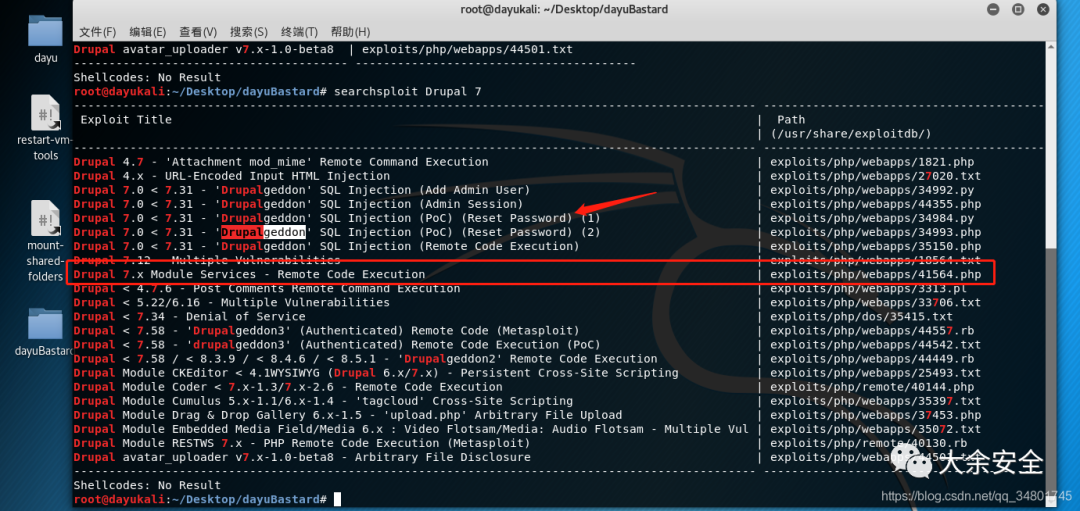 root@dayukali: ~/Desktop/dayuBastard
文件(F) 编辑(E) 查看(V) 搜索(S) 终端(T) 帮助(H)
dayu
restart-vm-tools
mount-shared-folders
dayuBastard
Drupal avatar_uploader v7.x-1.0-beta8 | exploits/php/webapps/44501.txt
Shellcodes: No Result
root@dayukali:~/Desktop/dayuBastard# searchsploit Drupal 7
Exploit Title | Path
| (/usr/share/exploitdb/)
Drupal 4.7 - 'Attachment mod_mime' Remote Command Execution | exploits/php/webapps/1821.php
Drupal 4.x - URL-Encoded Input HTML Injection | exploits/php/webapps/27020.txt
Drupal 7.0 < 7.31 - 'Drupalgeddon' SQL Injection (Add Admin User) | exploits/php/webapps/34992.py
Drupal 7.0 < 7.31 - 'Drupalgeddon' SQL Injection (Admin Session) | exploits/php/webapps/44355.php
Drupal 7.0 < 7.31 - 'Drupalgeddon' SQL Injection (PoC) (Reset Password) (1) | exploits/php/webapps/34984.py
Drupal 7.0 < 7.31 - 'Drupalgeddon' SQL Injection (PoC) (Reset Password) (2) | exploits/php/webapps/34993.php
Drupal 7.0 < 7.31 - 'Drupalgeddon' SQL Injection (Remote Code Execution) | exploits/php/webapps/35150.php
Drupal 7.12 - Multiple Vulnerabilities | exploits/php/webapps/18564.txt
Drupal 7.x Module Services - Remote Code Execution | exploits/php/webapps/41564.php
Drupal < 4.7.6 - Post Comments Remote Command Execution | exploits/php/webapps/3313.pl
Drupal < 5.22/6.16 - Multiple Vulnerabilities | exploits/php/webapps/33706.txt
Drupal < 7.34 - Denial of Service | exploits/php/dos/35415.txt
Drupal < 7.58 - 'Drupalgeddon3' (Authenticated) Remote Code (Metasploit) | exploits/php/webapps/44557.rb
Drupal < 7.58 - 'drupalgeddon3' (Authenticated) Remote Code Execution (PoC) | exploits/php/webapps/44542.txt
Drupal < 7.58 / < 8.3.9 / < 8.4.6 / < 8.5.1 - 'Drupalgeddon2' Remote Code Execution | exploits/php/webapps/44449.rb
Drupal Module CKEditor < 4.1WYSIWYG (Drupal 6.x/7.x) - Persistent Cross-Site Scripting | exploits/php/webapps/25493.txt
Drupal Module Coder < 7.x-1.3/7.x-2.6 - Remote Code Execution | exploits/php/remote/40144.php
Drupal Module Cumulus 5.x-1.1/6.x-1.4 - 'tagcloud' Cross-Site Scripting | exploits/php/webapps/35397.txt
Drupal Module Drag & Drop Gallery 6.x-1.5 - 'upload.php' Arbitrary File Upload | exploits/php/webapps/37453.php
Drupal Module Embedded Media Field/Media 6.x : Video Flotsam/Media: Audio Flotsam - Multiple Vul | exploits/php/webapps/35072.txt
Drupal Module RESTWS 7.x - PHP Remote Code Execution (Metasploit) | exploits/php/remote/40130.rb
Drupal avatar_uploader v7.x-1.0-beta8 - Arbitrary File Disclosure | exploits/php/webapps/44501.txt
Shellcodes: No Result
root@dayukali:~/Desktop/dayuBastard#
大余安全
https://blog.csdn.net/qq_34801745